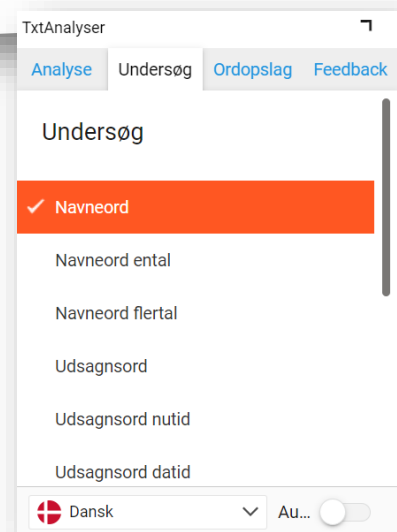 TxtAnalyser
Analyse Undersøg Ordopslag Feedback
Undersøg
Navneord
Navneord ental
Navneord flertal
Udsagnsord
Udsagnsord nutid
Udsagnsord datid
Dansk Au...